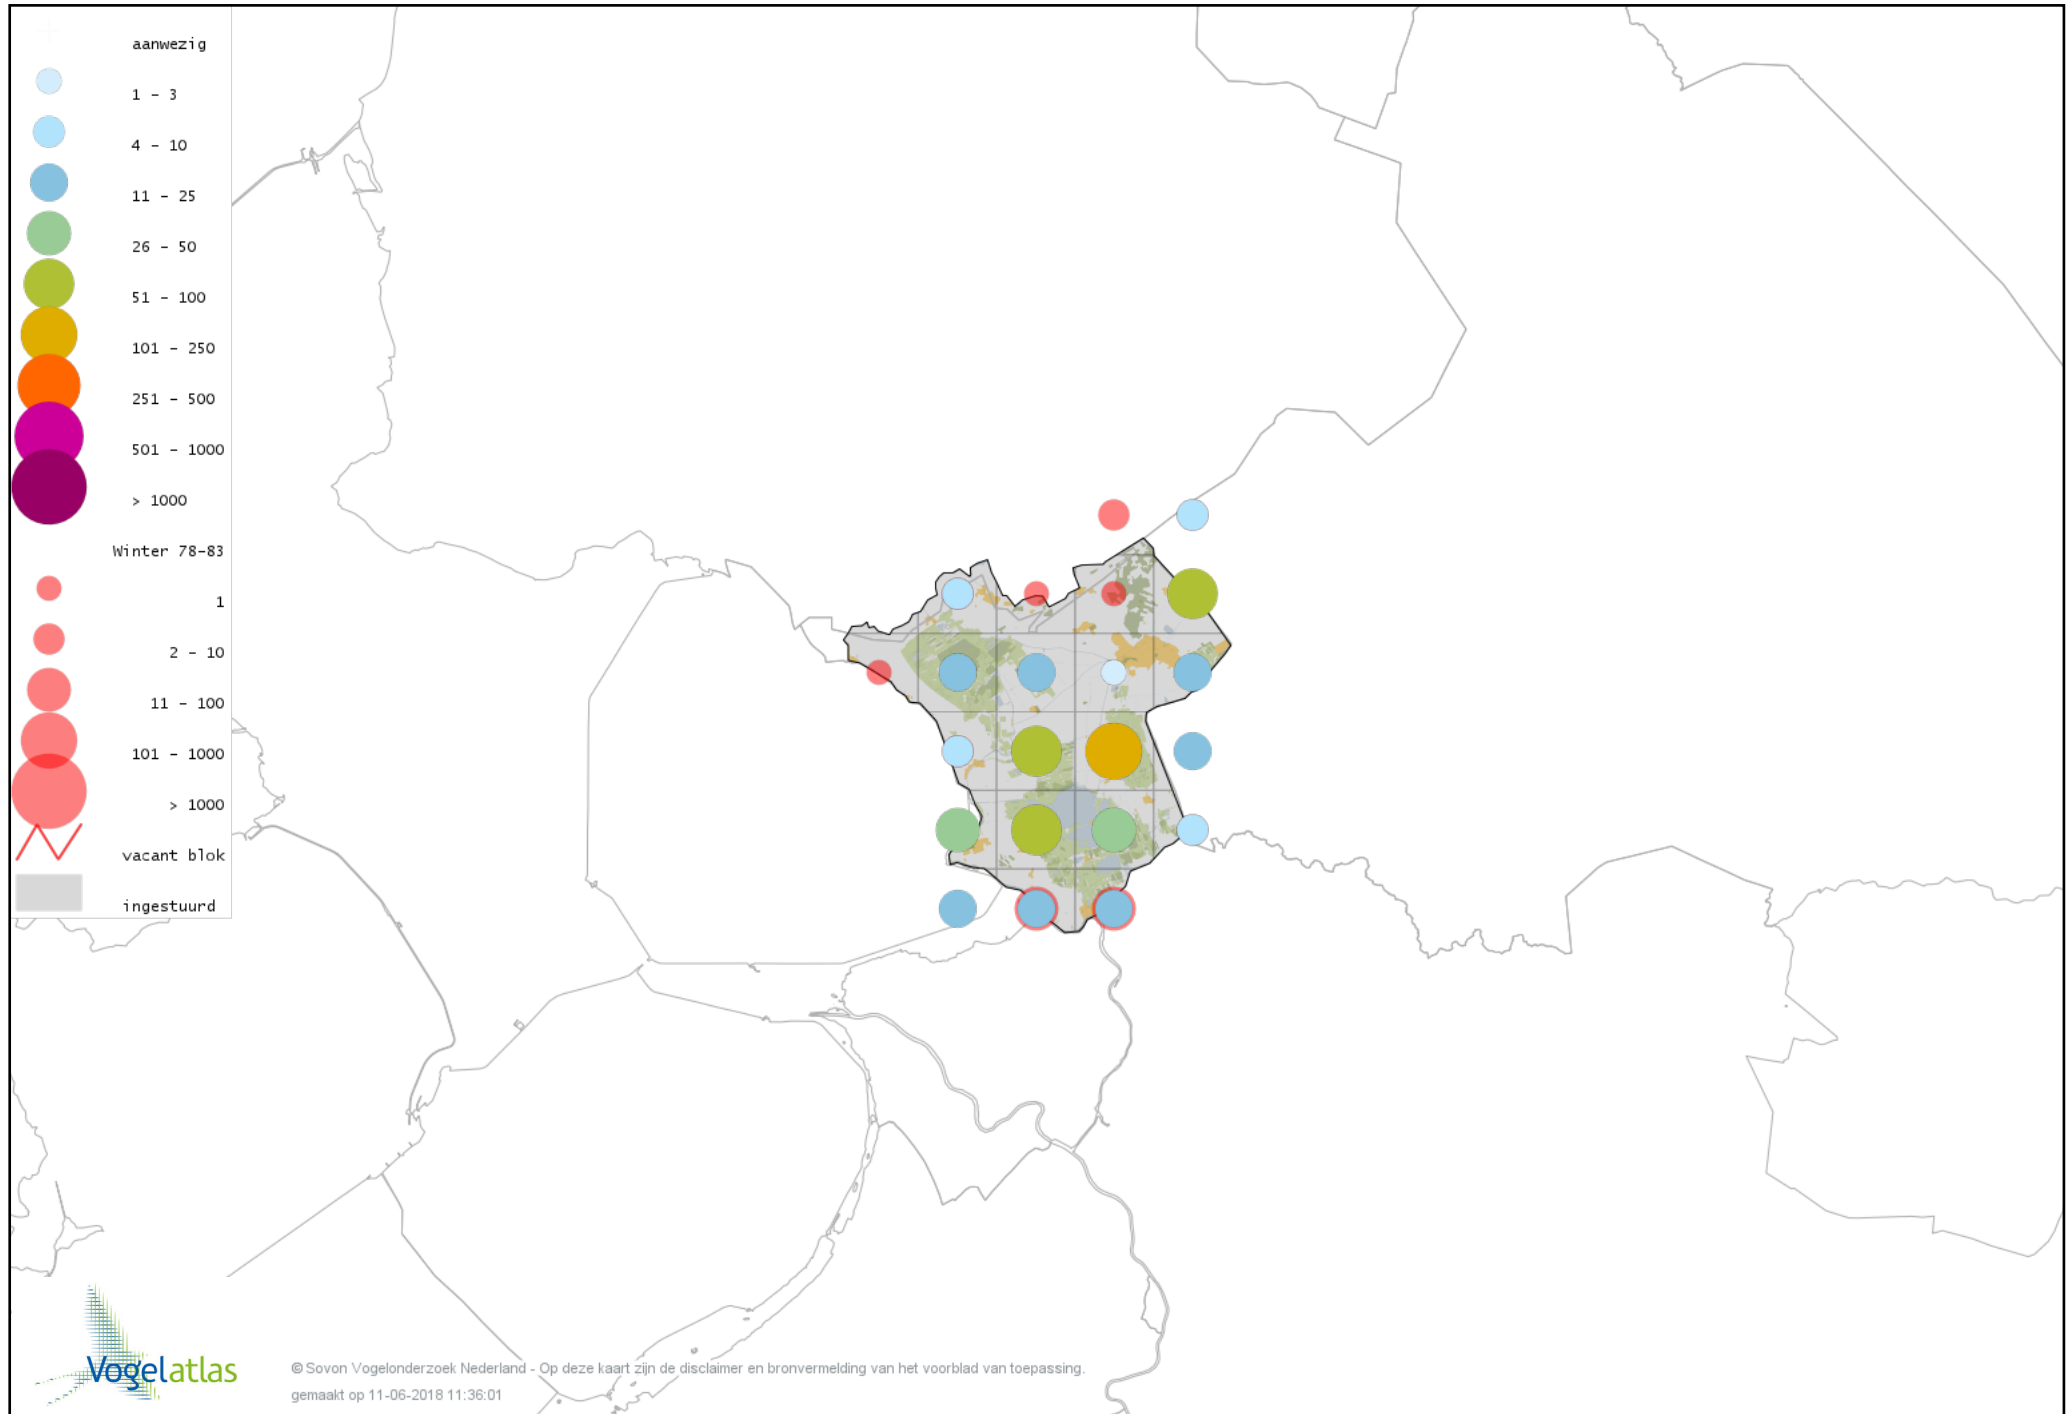 aanwezig
1 - 3
4 - 10
11 - 25
26 - 50
51 - 100
101 - 250
251 - 500
501 - 1000
> 1000
Winter 78-83
1
2 - 10
11 - 100
101 - 1000
> 1000
vacant blok
ingestuurd
Vogelatlas
© Sovon Vogelonderzoek Nederland - Op deze kaart zijn de disclaimer en bronvermelding van het voorblad van toepassing.
gemaakt op 11-06-2018 11:36:01